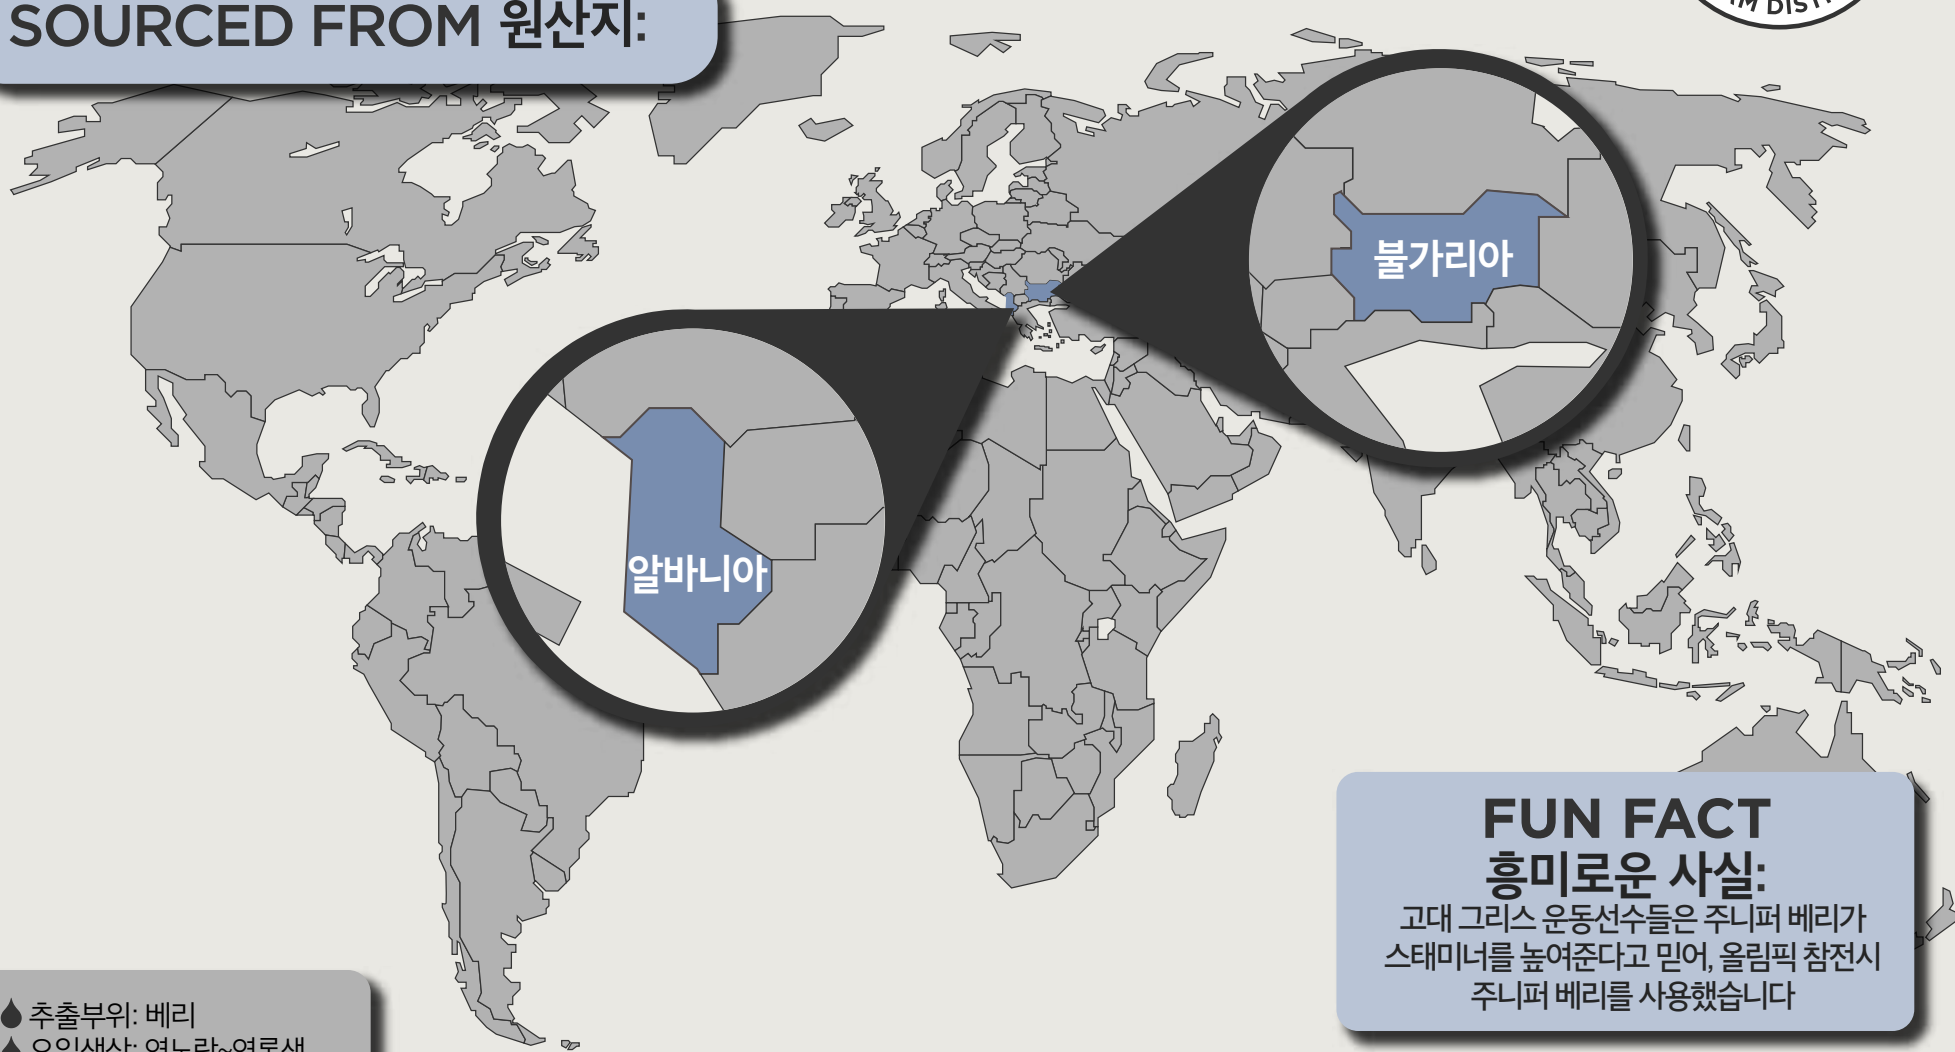 SOURCED FROM 원산지:
불가리아
알바니아
FUN FACT
흥미로운 사실:
고대 그리스 운동선수들은 주니퍼 베리가
스태미너를 높여준다고 믿어, 올림픽 참전시
주니퍼 베리를 사용했습니다
추출부위: 베리